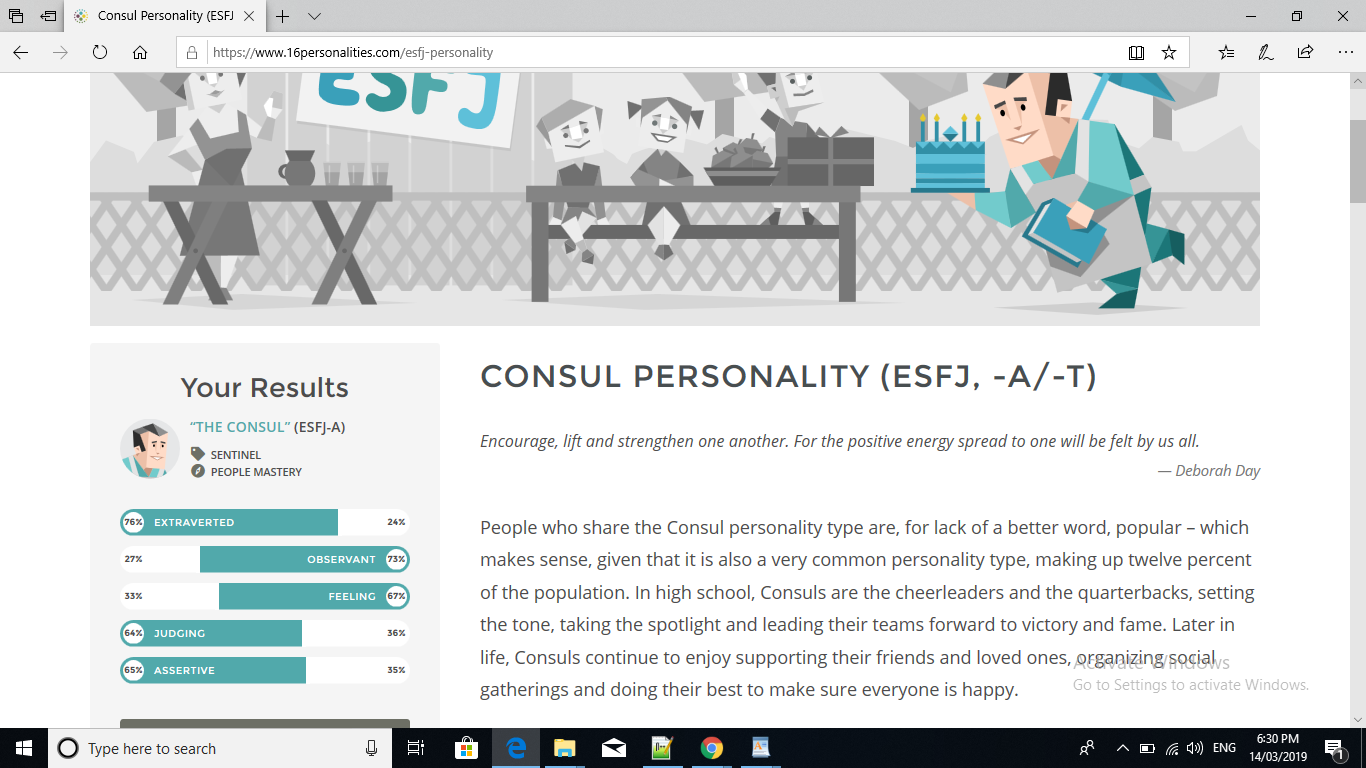 Consul Personality (ESFJ
https://www.16personalities.com/esfj-personality
ESFJ
Your Results
“THE CONSUL” (ESFJ-A)
SENTINEL
PEOPLE MASTERY
76% EXTRAVERTED 24%
27% OBSERVANT 73%
33% FEELING 67%
64% JUDGING 36%
65% ASSERTIVE 35%
CONSUL PERSONALITY (ESFJ, -A/-T)
Encourage, lift and strengthen one another. For the positive energy spread to one will be felt by us all.
— Deborah Day
People who share the Consul personality type are, for lack of a better word, popular – which
makes sense, given that it is also a very common personality type, making up twelve percent
of the population. In high school, Consuls are the cheerleaders and the quarterbacks, setting
the tone, taking the spotlight and leading their teams forward to victory and fame. Later in
life, Consuls continue to enjoy supporting their friends and loved ones, organizing social
gatherings and doing their best to make sure everyone is happy.
Activate Windows
Go to Settings to activate Windows.
Type here to search
ENG
6:30 PM
14/03/2019
1